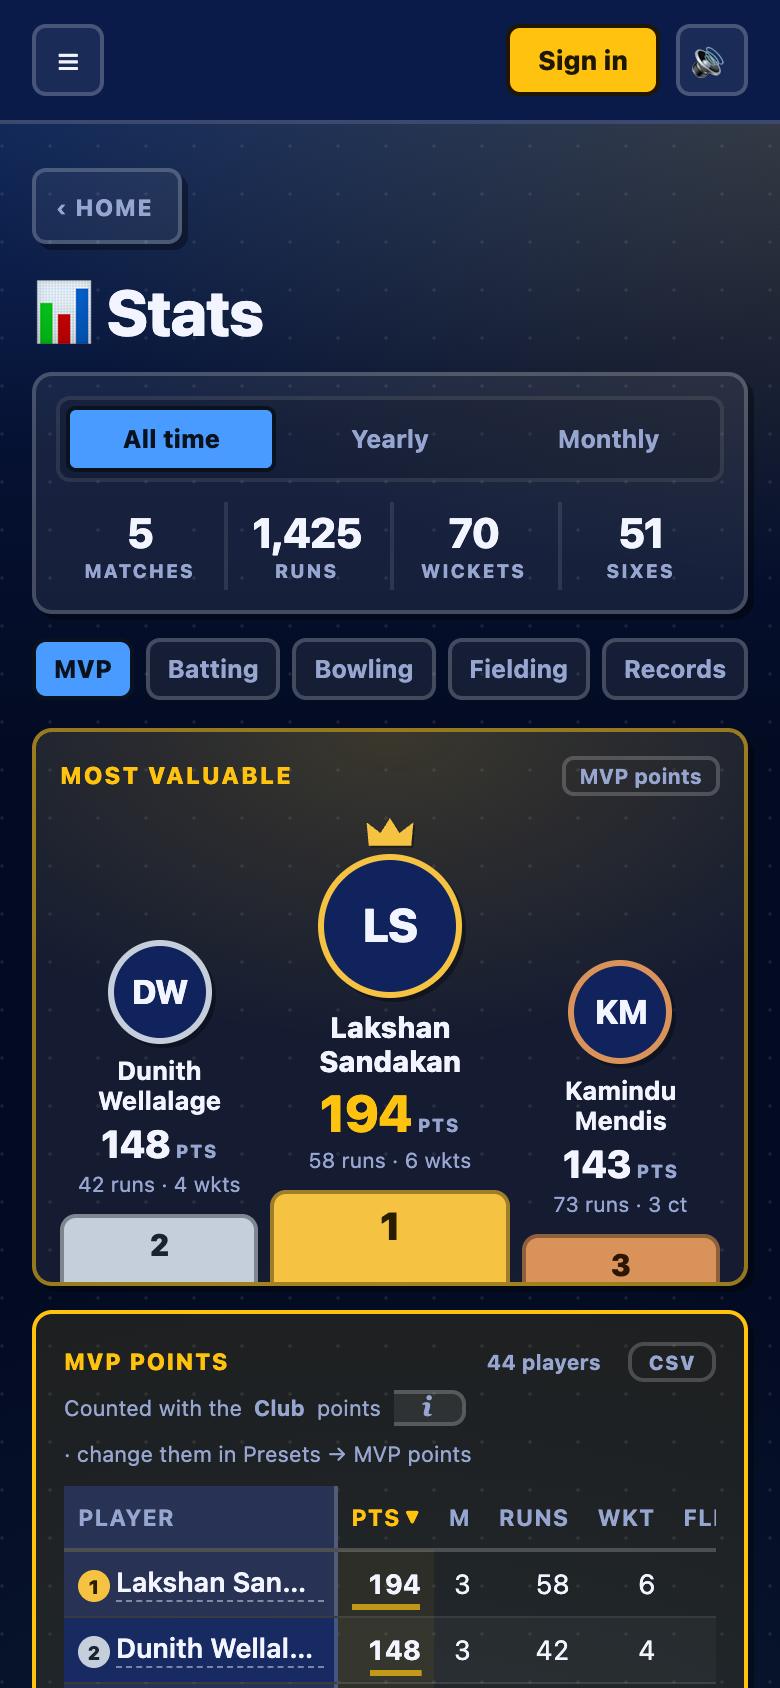 ≡
Sign in
‹ HOME
Stats
All time Yearly Monthly
5 1,425 70 51
MATCHES RUNS WICKETS SIXES
MVP Batting Bowling Fielding Records
MOST VALUABLE MVP points
LS
DW
KM
Lakshan
Sandakan
194 PTS
58 runs · 6 wkts
Dunith
Wellalage
148 PTS
42 runs · 4 wkts
Kamindu
Mendis
143 PTS
73 runs · 3 ct
1
2
3
MVP POINTS 44 players CSV
Counted with the Club points i
· change them in Presets → MVP points
PLAYER PTS ▼ M RUNS WKT
1 Lakshan San... 194 3 58 6
2 Dunith Wellal... 148 3 42 4